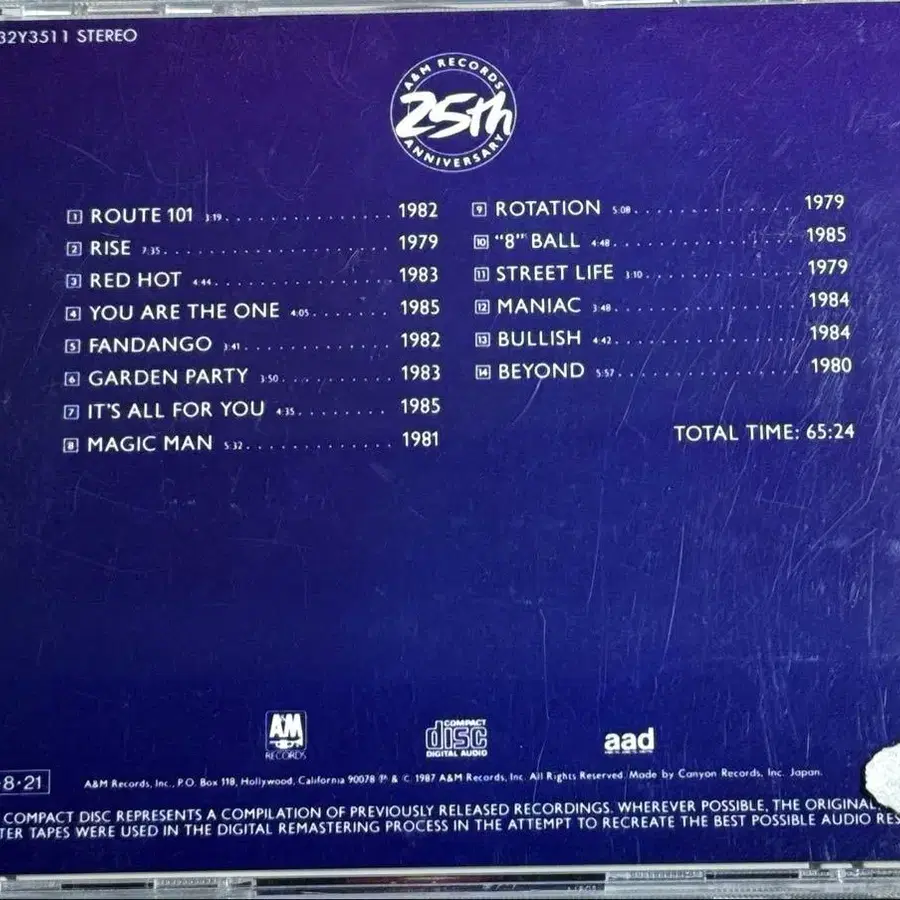 32Y3511 STEREO
A&M RECORDS
25th
ANNIVERSARY
1 ROUTE 101 3:19 1982
2 RISE 7:35 1979
3 RED HOT 4:44 1983
4 YOU ARE THE ONE 4:05 1985
5 FANDANGO 3:41 1982
6 GARDEN PARTY 3:50 1983
7 IT'S ALL FOR YOU 4:35 1985
8 MAGIC MAN 5:32 1981
9 ROTATION 5:08 1979
10 "8" BALL 4:48 1985
11 STREET LIFE 3:10 1979
12 MANIAC 3:48 1984
13 BULLISH 4:42 1984
14 BEYOND 5:57 1980
TOTAL TIME: 65:24
A&M
RECORDS
COMPACT
disc
DIGITAL AUDIO
aad
8·21
A&M Records, Inc., P.O. Box 118, Hollywood, California 90078 ℗ & © 1987 A&M Records, Inc. All Rights Reserved. Made by Canyon Records, Inc. Japan.
COMPACT DISC REPRESENTS A COMPILATION OF PREVIOUSLY RELEASED RECORDINGS. WHEREVER POSSIBLE, THE ORIGINAL
TER TAPES WERE USED IN THE DIGITAL REMASTERING PROCESS IN THE ATTEMPT TO RECREATE THE BEST POSSIBLE AUDIO RES